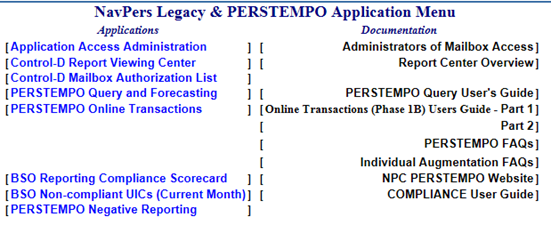 NavPers Legacy & PERSTEMPO Application Menu
Applications Documentation
[Application Access Administration ] [ Administrators of Mailbox Access]
[Control-D Report Viewing Center ] [ Report Center Overview]
[Control-D Mailbox Authorization List ] [
[PERSTEMPO Query and Forecasting ] [ PERSTEMPO Query User's Guide]
[PERSTEMPO Online Transactions ] [Online Transactions (Phase 1B) Users Guide - Part 1]
[ Part 2]
[ PERSTEMPO FAQs]
[ Individual Augmentation FAQs]
[BSO Reporting Compliance Scorecard ] [ NPC PERSTEMPO Website]
[BSO Non-compliant UICs (Current Month)] [ COMPLIANCE User Guide]
[PERSTEMPO Negative Reporting ]